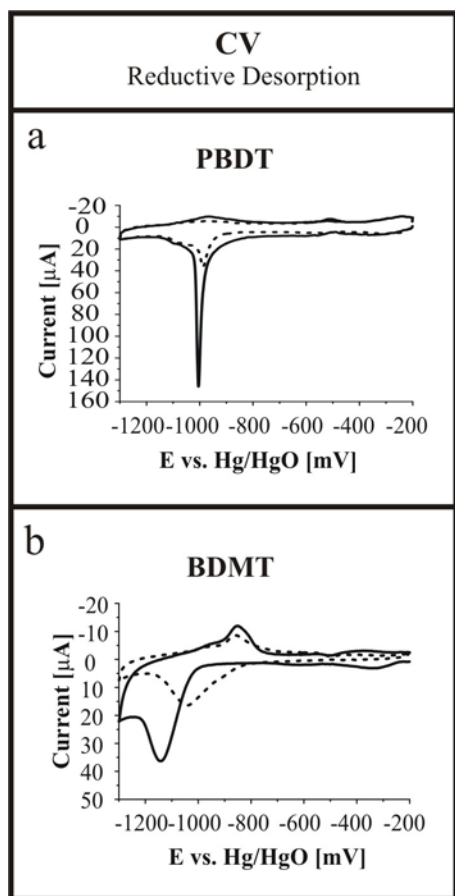 CV
Reductive Desorption
a
PBDT
-20
0
20
40
60
80
100
120
140
160
Current [µA]
-1200 -1000 -800 -600 -400 -200
E vs. Hg/HgO [mV]
b
BDMT
-20
-10
0
10
20
30
40
50
Current [µA]
-1200 -1000 -800 -600 -400 -200
E vs. Hg/HgO [mV]